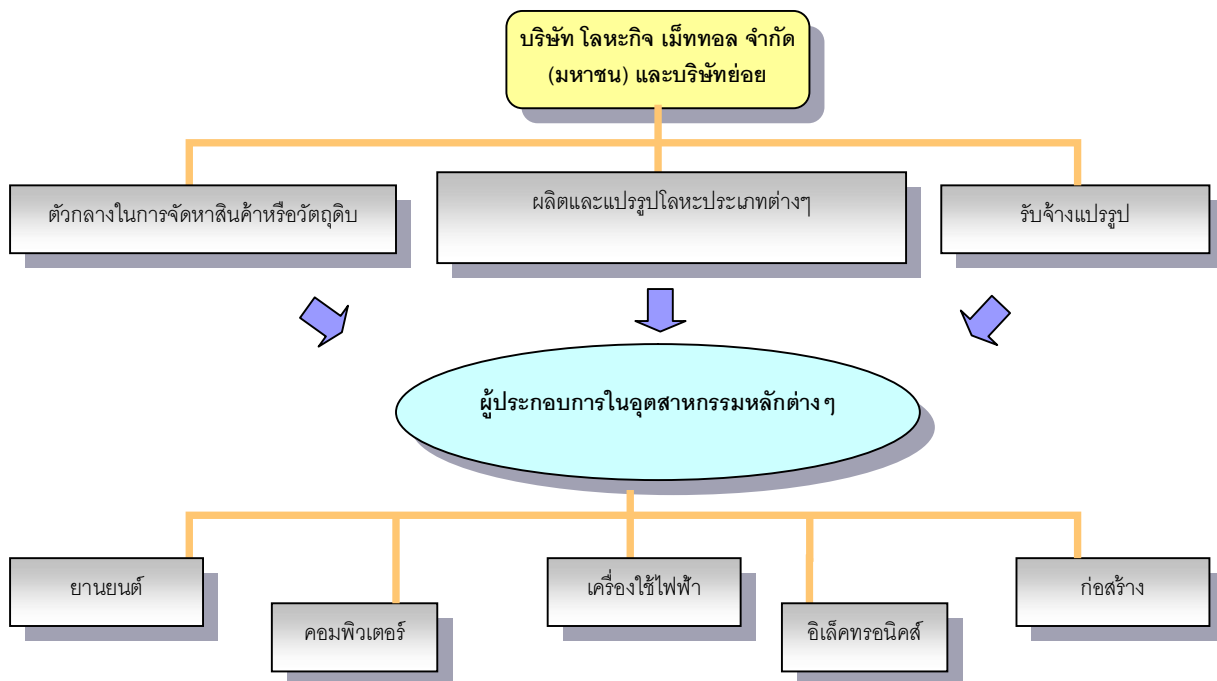 บริษัท โลหะกิจ เม็ททอล จำกัด
(มหาชน) และบริษัทย่อย
ตัวกลางในการจัดหาสินค้าหรือวัตถุดิบ
ผลิตและแปรรูปโลหะประเภทต่างๆ
รับจ้างแปรรูป
ผู้ประกอบการในอุตสาหกรรมหลักต่างๆ
ยานยนต์
คอมพิวเตอร์
เครื่องใช้ไฟฟ้า
อิเล็คทรอนิคส์
ก่อสร้าง